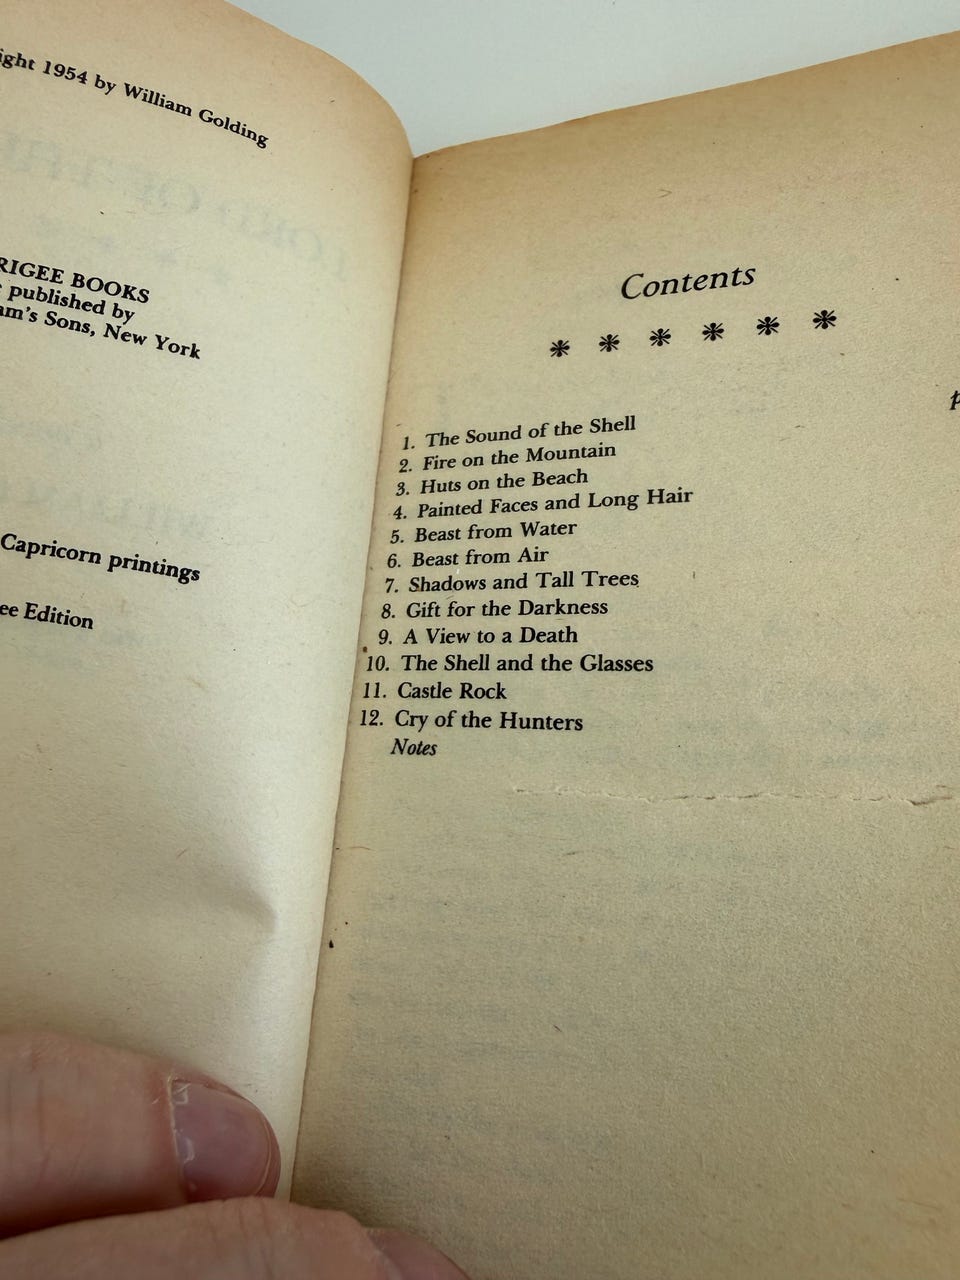 ight 1954 by William Golding
RIGEE BOOKS
published by
am's Sons, New York
Capricorn printings
ee Edition
Contents
* * * * * *
p
1. The Sound of the Shell
2. Fire on the Mountain
3. Huts on the Beach
4. Painted Faces and Long Hair
5. Beast from Water
6. Beast from Air
7. Shadows and Tall Trees
8. Gift for the Darkness
9. A View to a Death
10. The Shell and the Glasses
11. Castle Rock
12. Cry of the Hunters
Notes